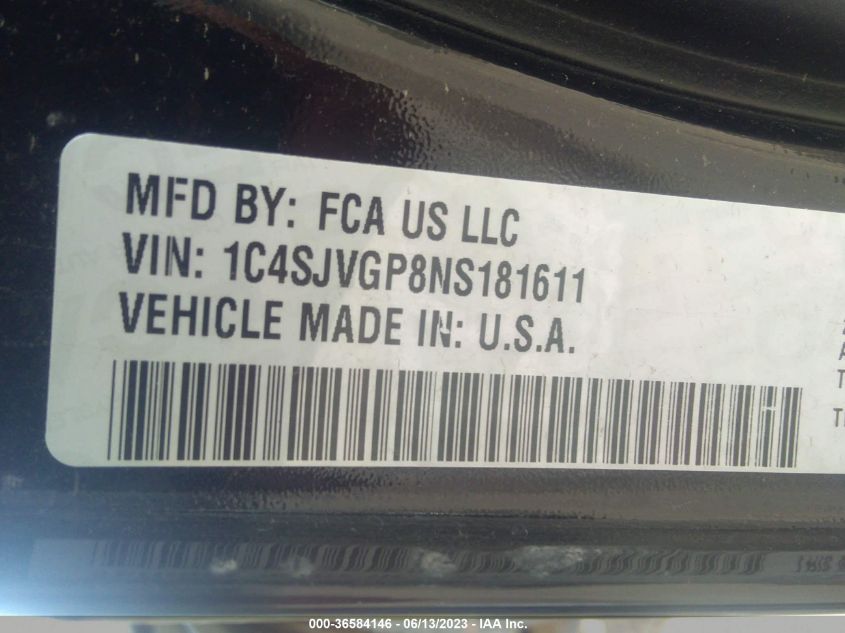 MFD BY: FCA US LLC
VIN: 1C4SJVGP8NS181611
VEHICLE MADE IN: U.S.A.
000-36584146 - 06/13/2023 - IAA Inc.